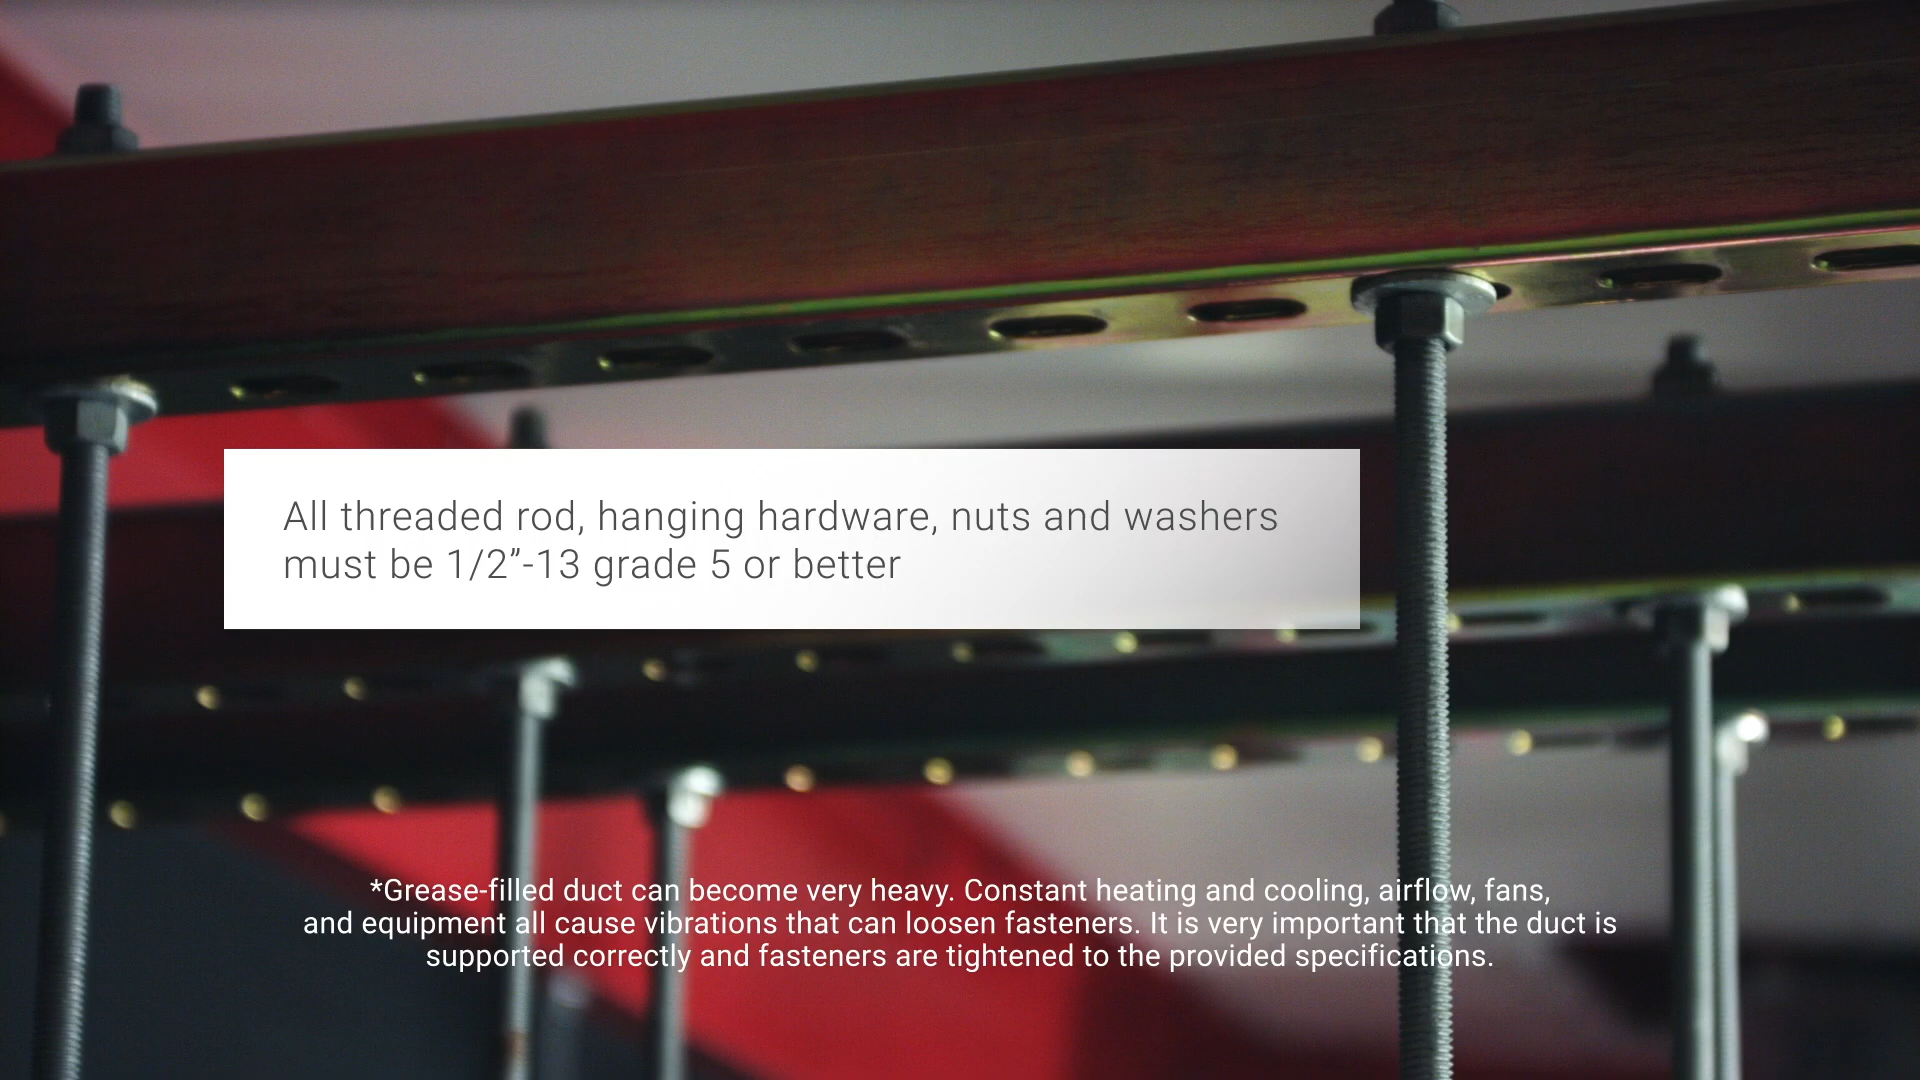 All threaded rod, hanging hardware, nuts and washers
must be 1/2”-13 grade 5 or better
*Grease-filled duct can become very heavy. Constant heating and cooling, airflow, fans,
and equipment all cause vibrations that can loosen fasteners. It is very important that the duct is
supported correctly and fasteners are tightened to the provided specifications.